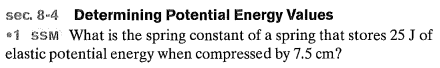 sec. 8-4 Determining Potential Energy Values
•1 SSM What is the spring constant of a spring that stores 25 J of
elastic potential energy when compressed by 7.5 cm?